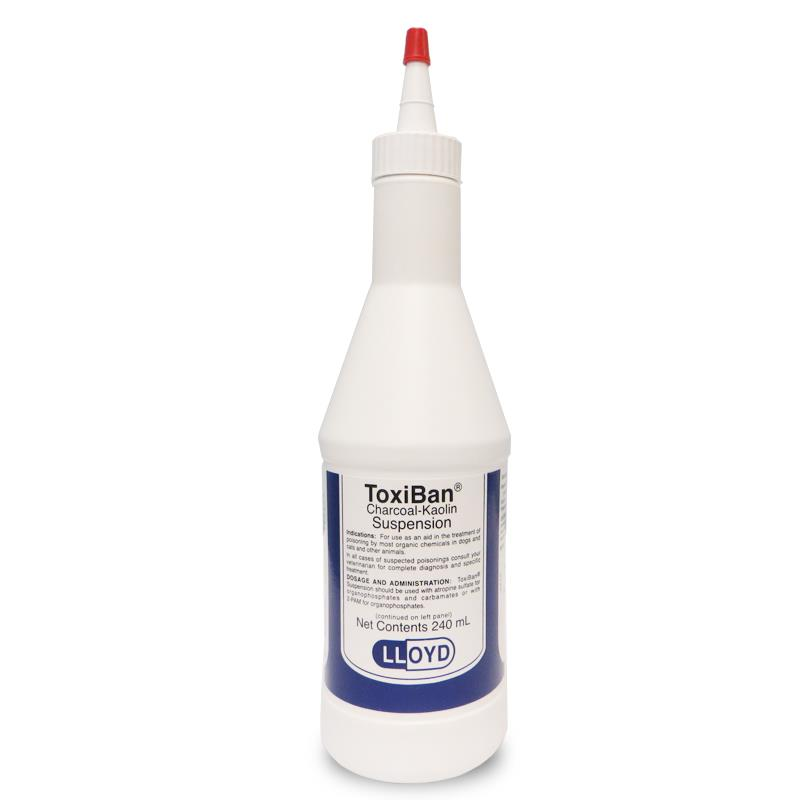 ToxiBan®
Charcoal-Kaolin
Suspension
Indications: For use as an aid in the treatment of
poisoning by most organic chemicals in dogs and
cats and other animals.
In all cases of suspected poisonings consult your
veterinarian for complete diagnosis and specific
treatment.
DOSAGE AND ADMINISTRATION: ToxiBan®
Suspension should be used with atropine sulfate for
organophosphates and carbamates or with
2-PAM for organophosphates.
(continued on left panel)
Net Contents 240 mL
LLOYD